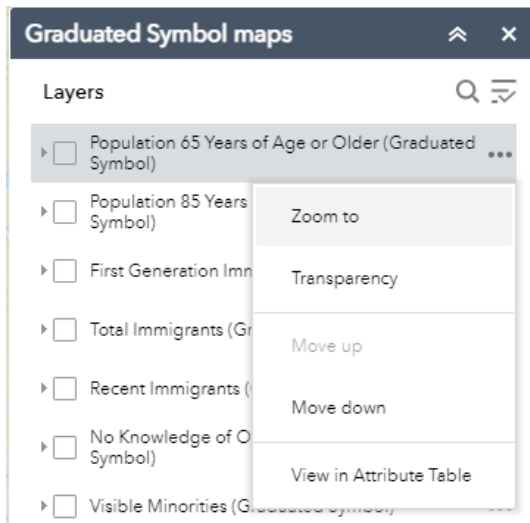 Graduated Symbol maps
Layers
Population 65 Years of Age or Older (Graduated
Symbol)
Population 85 Years
Symbol)
First Generation
Total Immigrants
Recent Immigrants
No Knowledge of
Symbol)
Visible Minorities (Graduated Symbol)
Zoom to
Transparency
Move up
Move down
View in Attribute Table